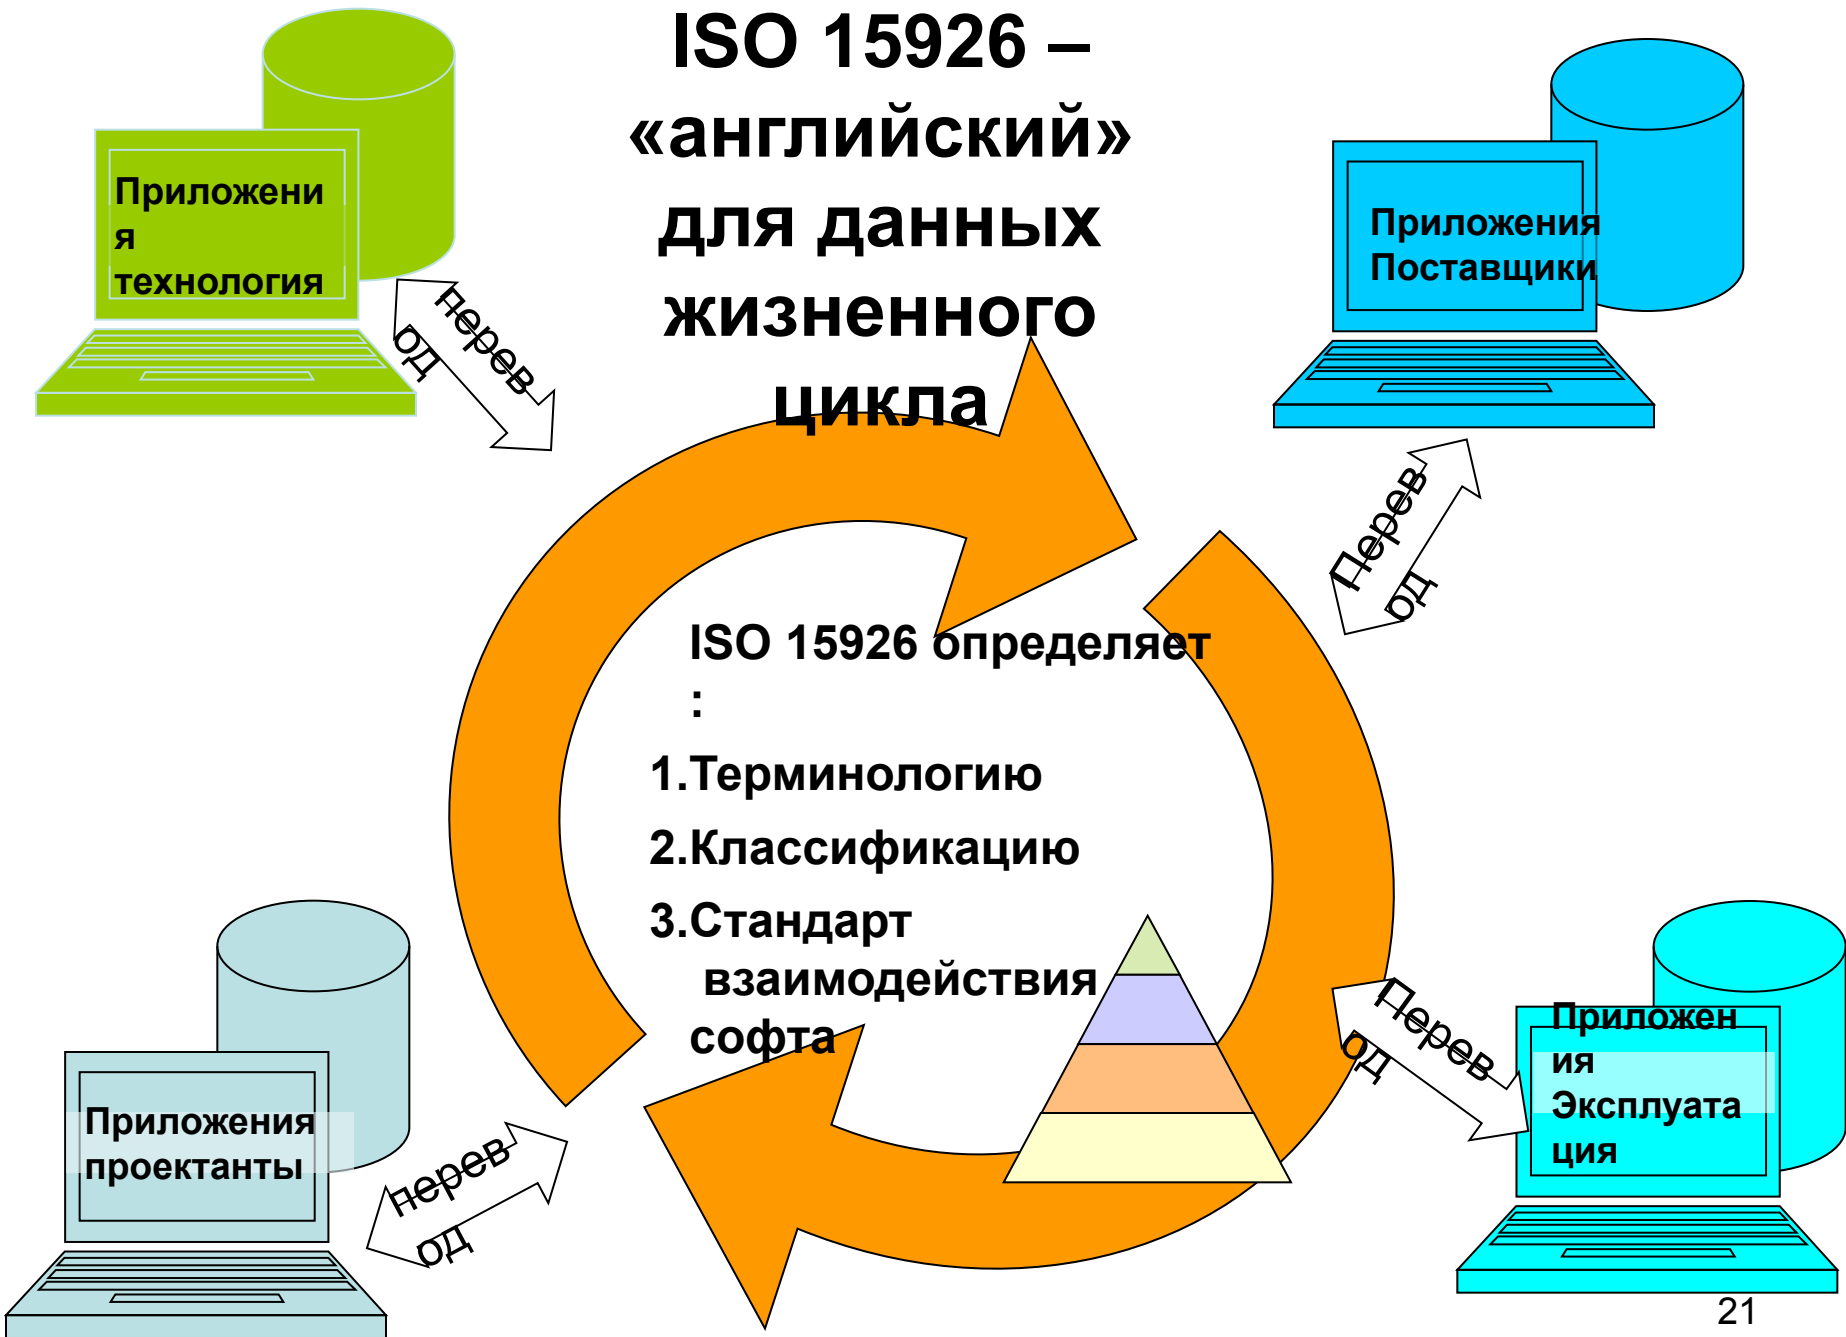 ISO 15926 –
«английский»
для данных
жизненного
цикла
Приложени
я
технология
Приложения
Поставщики
перев
од
Перев
од
ISO 15926 определяет
:
1.Терминологию
2.Классификацию
3.Стандарт
взаимодействия
софта
Перев
од
Приложен
ия
Эксплуата
ция
Приложения
проектанты
перев
од
21